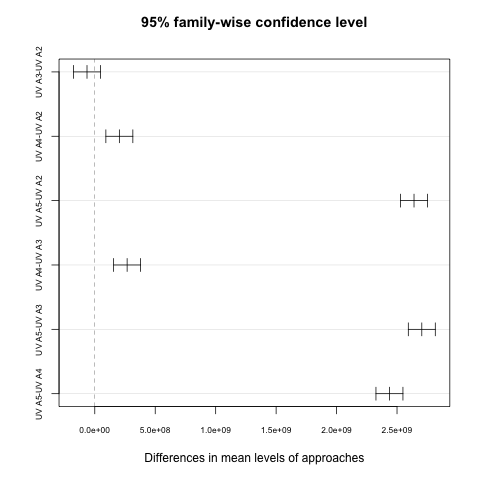 95% family-wise confidence level
UV A3-UV A2
UV A4-UV A2
UV A5-UV A2
UV A4-UV A3
UV A5-UV A3
UV A5-UV A4
0.0e+00 5.0e+08 1.0e+09 1.5e+09 2.0e+09 2.5e+09
Differences in mean levels of approaches